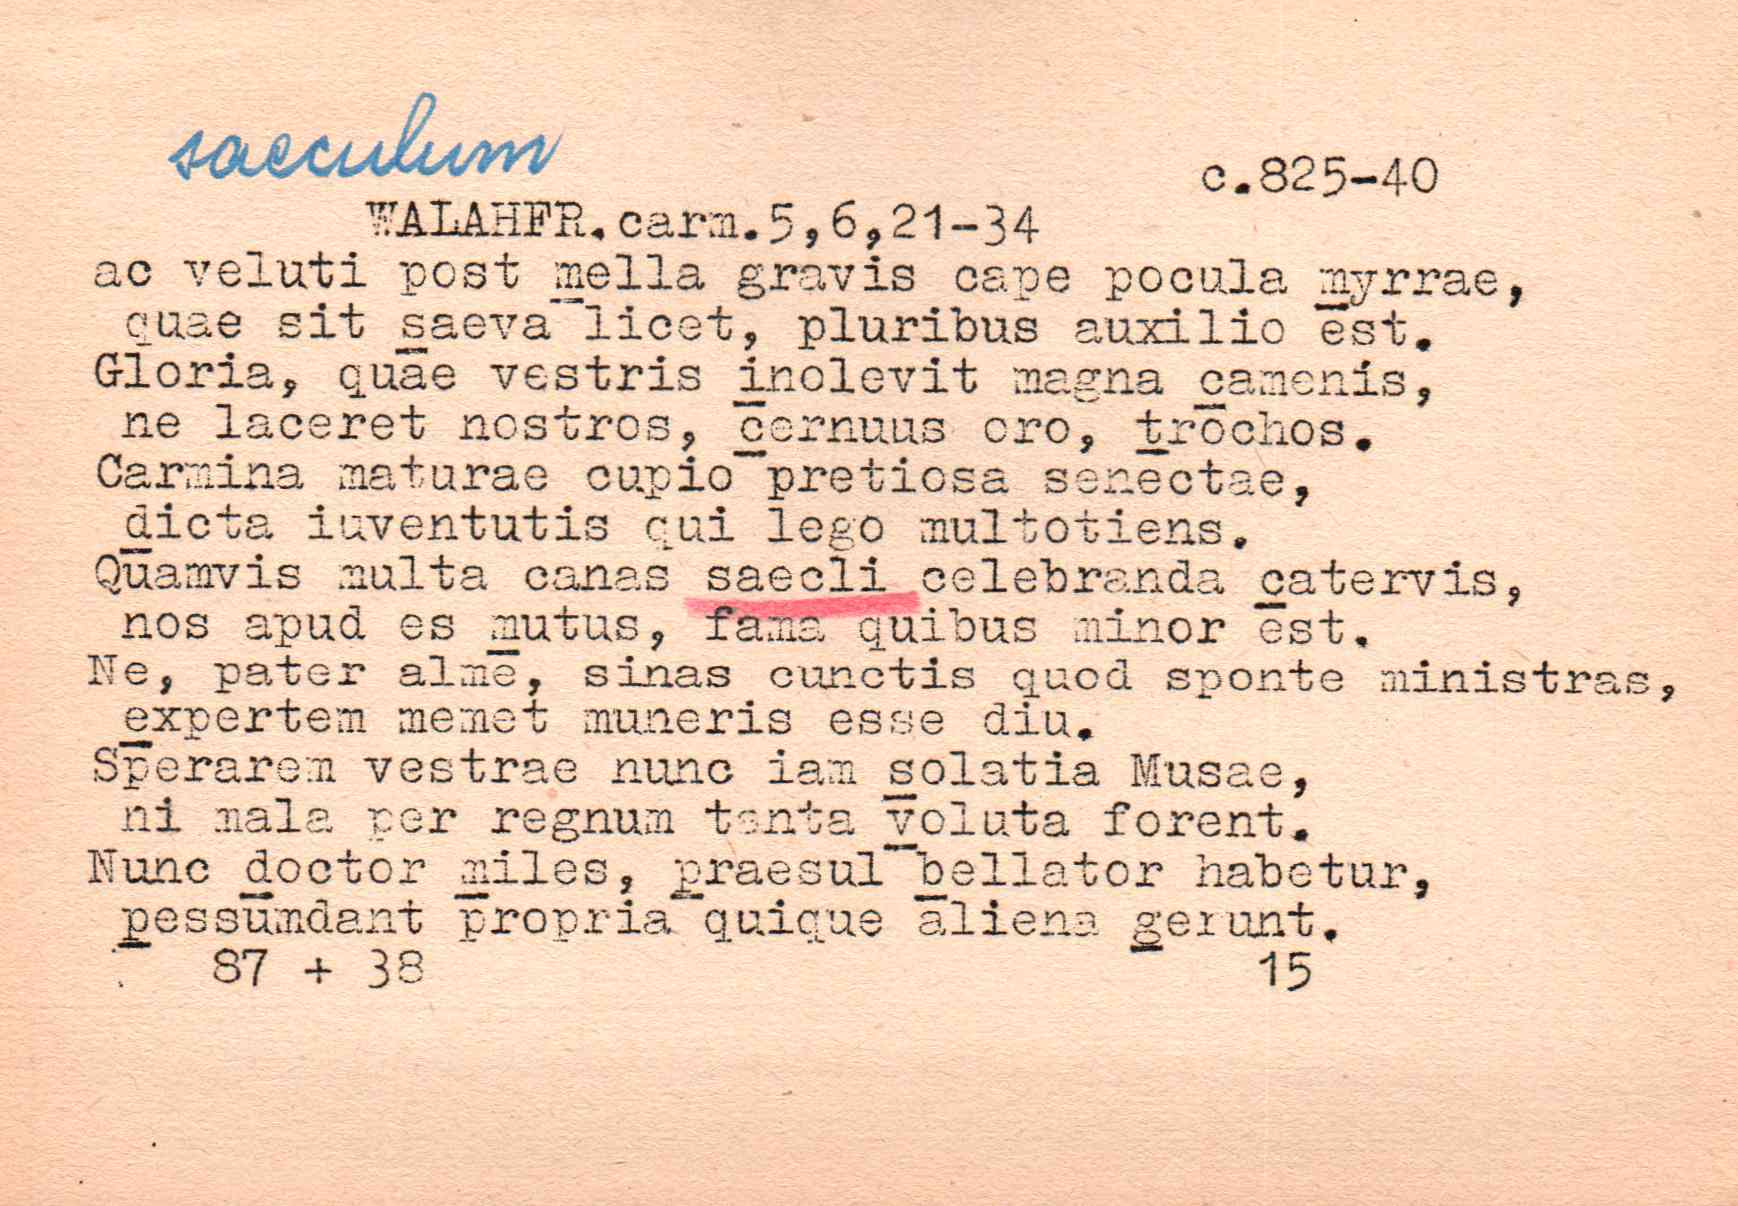 saeculum
c.825-40
WALAHFR.carm.5,6,21-34
ac veluti post mella gravis cape pocula myrrae,
quae sit saeva licet, pluribus auxilio est.
Gloria, quae vestris inolevit magna camenis,
ne laceret nostros, cernuus oro, trochos.
Carmina maturae cupio pretiosa senectae,
dicta iuventutis qui lego multotiens.
Quamvis multa canas saecli celebranda catervis,
nos apud es mutus, fama quibus minor est.
Ne, pater alme, sinas cunctis quod sponte ministras,
expertem memet muneris esse diu.
Sperarem vestrae nunc iam solatia Musae,
ni mala per regnum tanta voluta forent.
Nunc doctor miles, praesul bellator habetur,
pessumdant propria quique aliena gerunt.
87 + 38 15